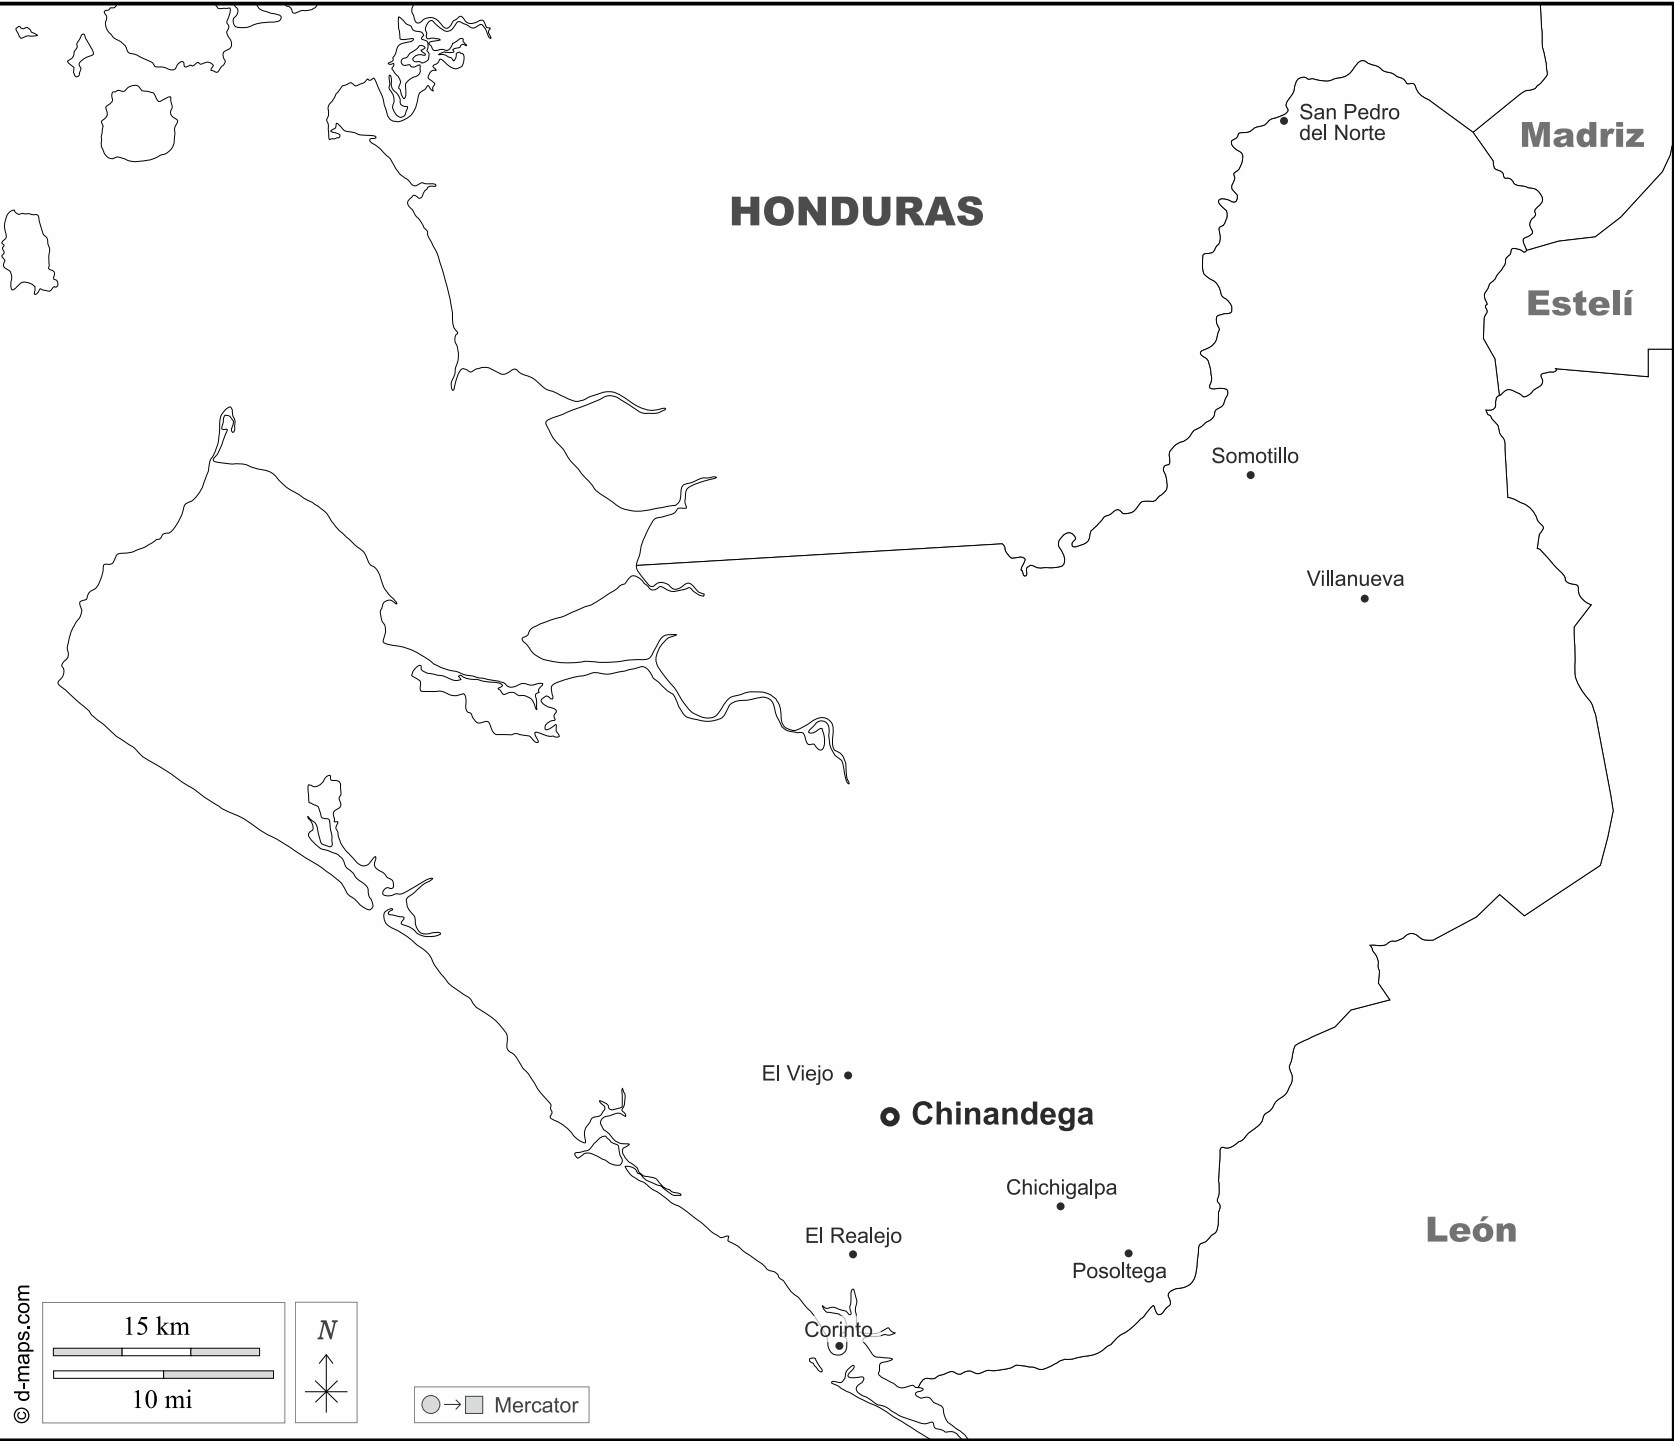 San Pedro
del Norte
Madriz
HONDURAS
Estelí
Somotillo
Villanueva
El Viejo
Chinandega
Chichigalpa
El Realejo
León
Posoltega
Corinto
© d-maps.com
15 km
10 mi
N
Mercator